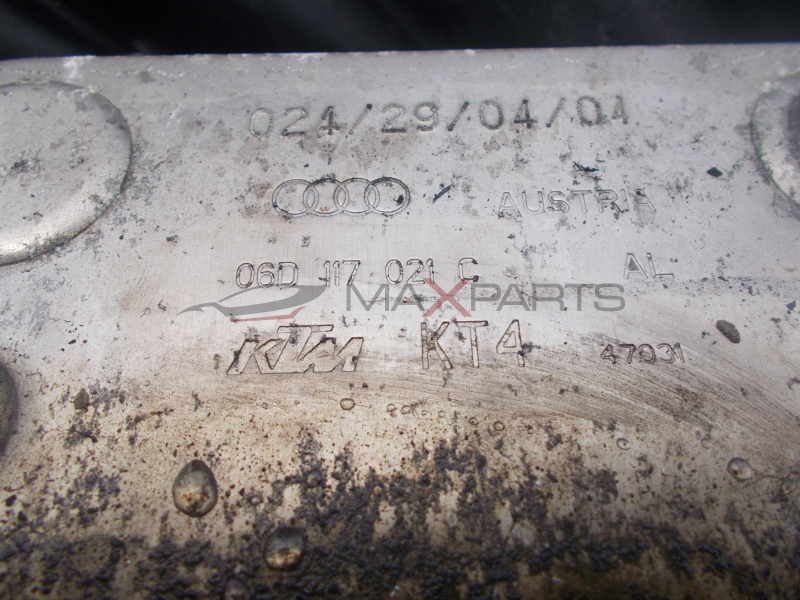 024/29/04/04
AUSTRIA
06D 117 021 C AL
MAXPARTS
KTM KT4 47031